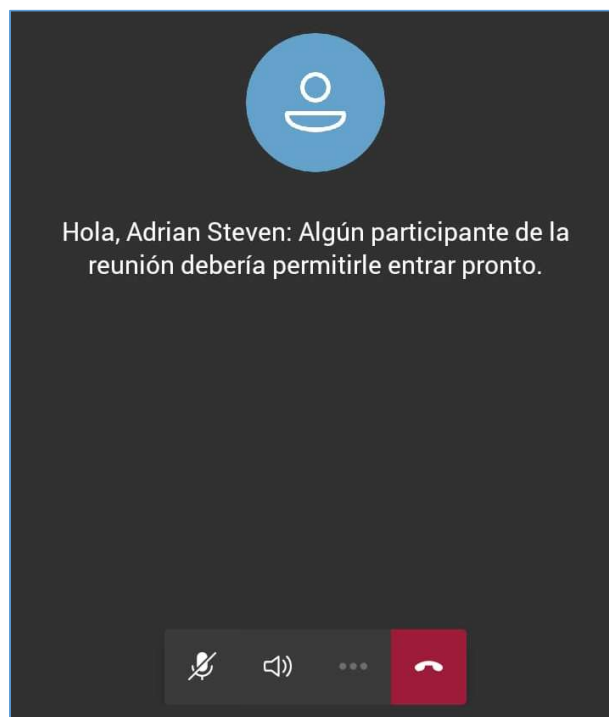 Hola, Adrian Steven: Algún participante de la
reunión debería permitirle entrar pronto.